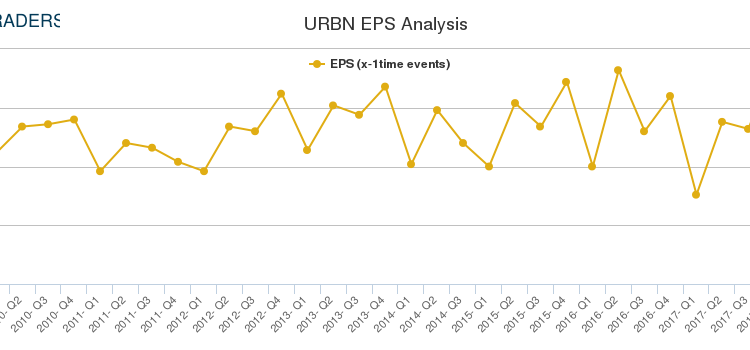 RADERS
URBN EPS Analysis
EPS (x-1time events)
0- Q2
2010- Q3
2010- Q4
2011- Q1
2011- Q2
2011- Q3
2011- Q4
2012- Q1
2012- Q2
2012- Q3
2012- Q4
2013- Q1
2013- Q2
2013- Q3
2013- Q4
2014- Q1
2014- Q2
2014- Q3
2014- Q4
2015- Q1
2015- Q2
2015- Q3
2015- Q4
2016- Q1
2016- Q2
2016- Q3
2016- Q4
2017- Q1
2017- Q2
2017- Q3